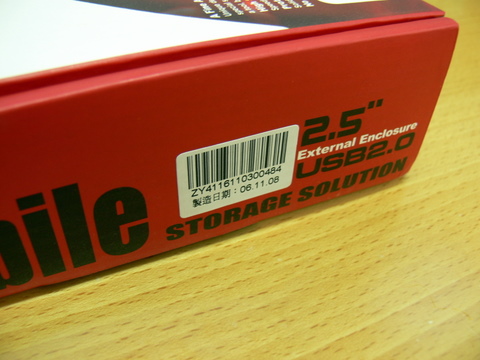 2.5"
External Enclosure
USB2.0
ZY4116110300484
製造日期：06.11.08
bile
STORAGE SOLUTION